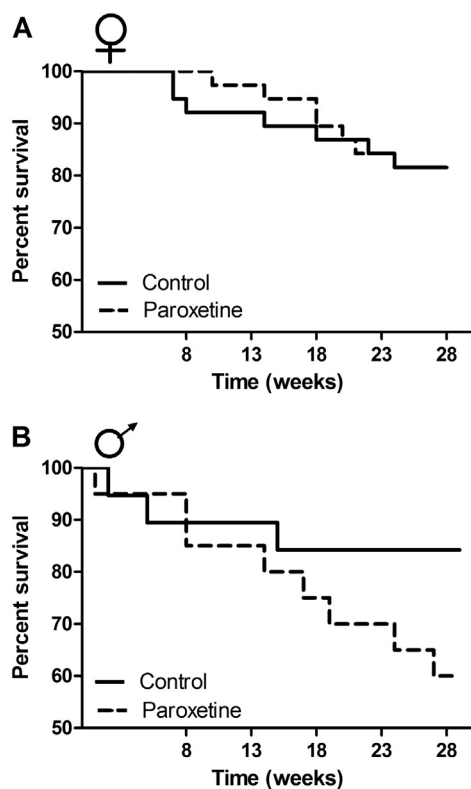 A
100
90
80
70
60
50
Percent survival
Control
Paroxetine
8 13 18 23 28
Time (weeks)
B
100
90
80
70
60
50
Percent survival
Control
Paroxetine
8 13 18 23 28
Time (weeks)